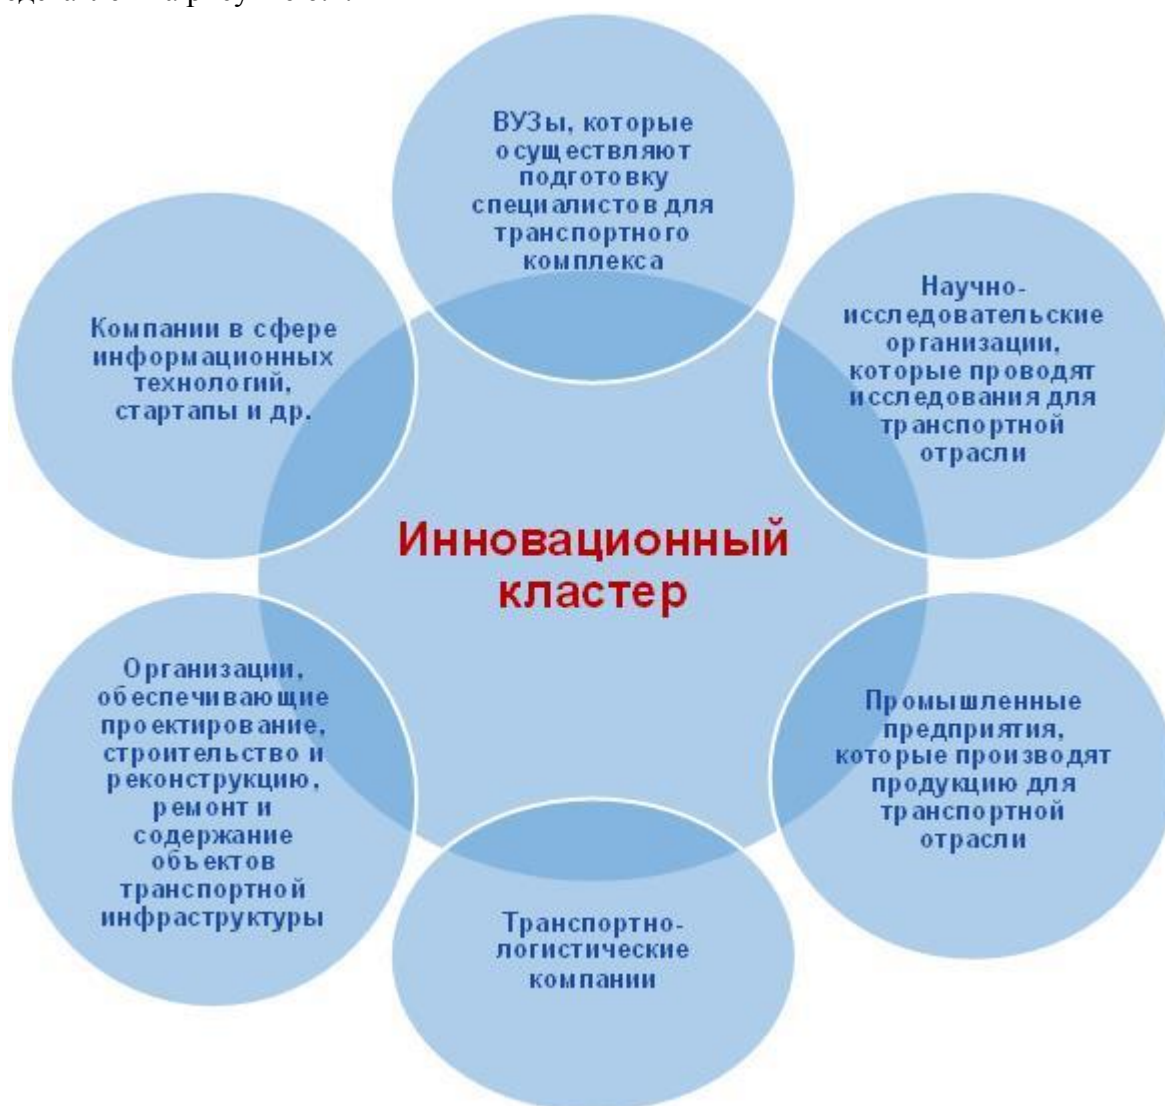 ВУЗы, которые
осуществляют
подготовку
специалистов для
транспортного
комплекса
Научно-
исследовательские
организации,
которые проводят
исследования для
транспортной
отрасли
Компании в сфере
информационных
технологий,
стартапы и др.
Инновационный
кластер
Организации,
обеспечивающие
проектирование,
строительство и
реконструкцию,
ремонт и
содержание
объектов
транспортной
инфраструктуры
Промышленные
предприятия,
которые производят
продукцию для
транспортной
отрасли
Транспортно-
логистические
компании